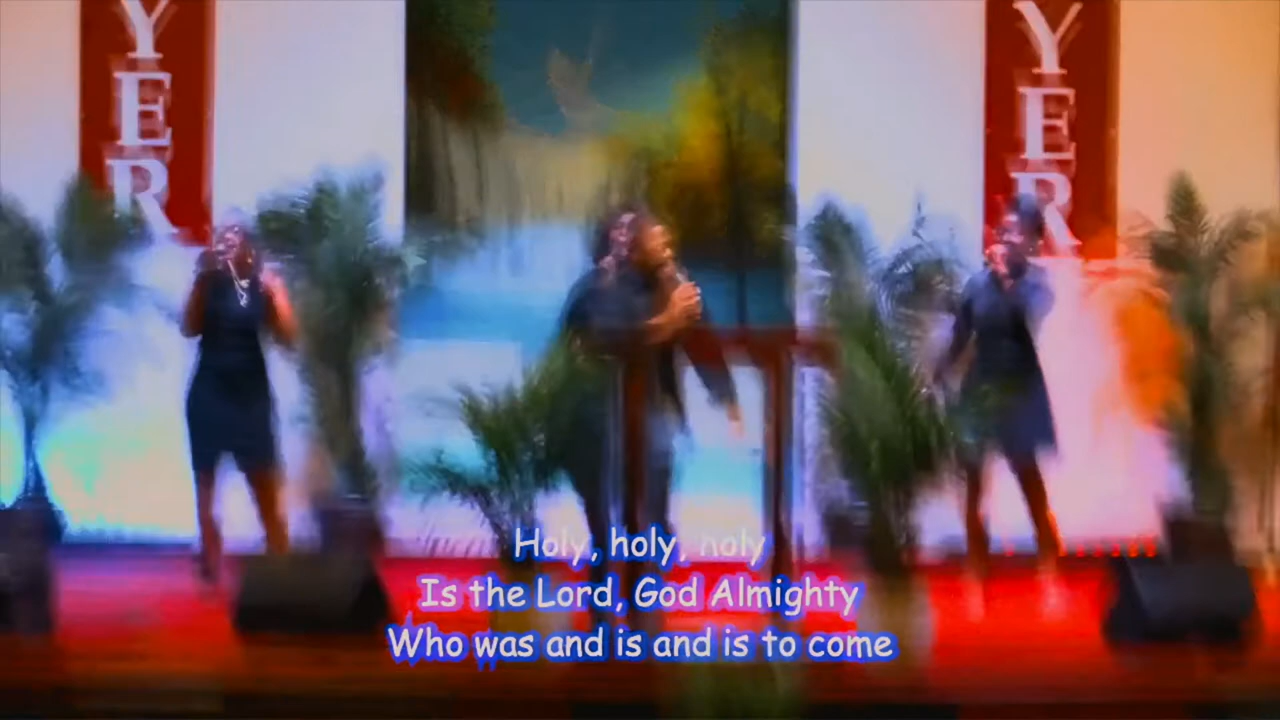 YER
YER
Holy, holy, holy
Is the Lord, God Almighty
Who was and is and is to come